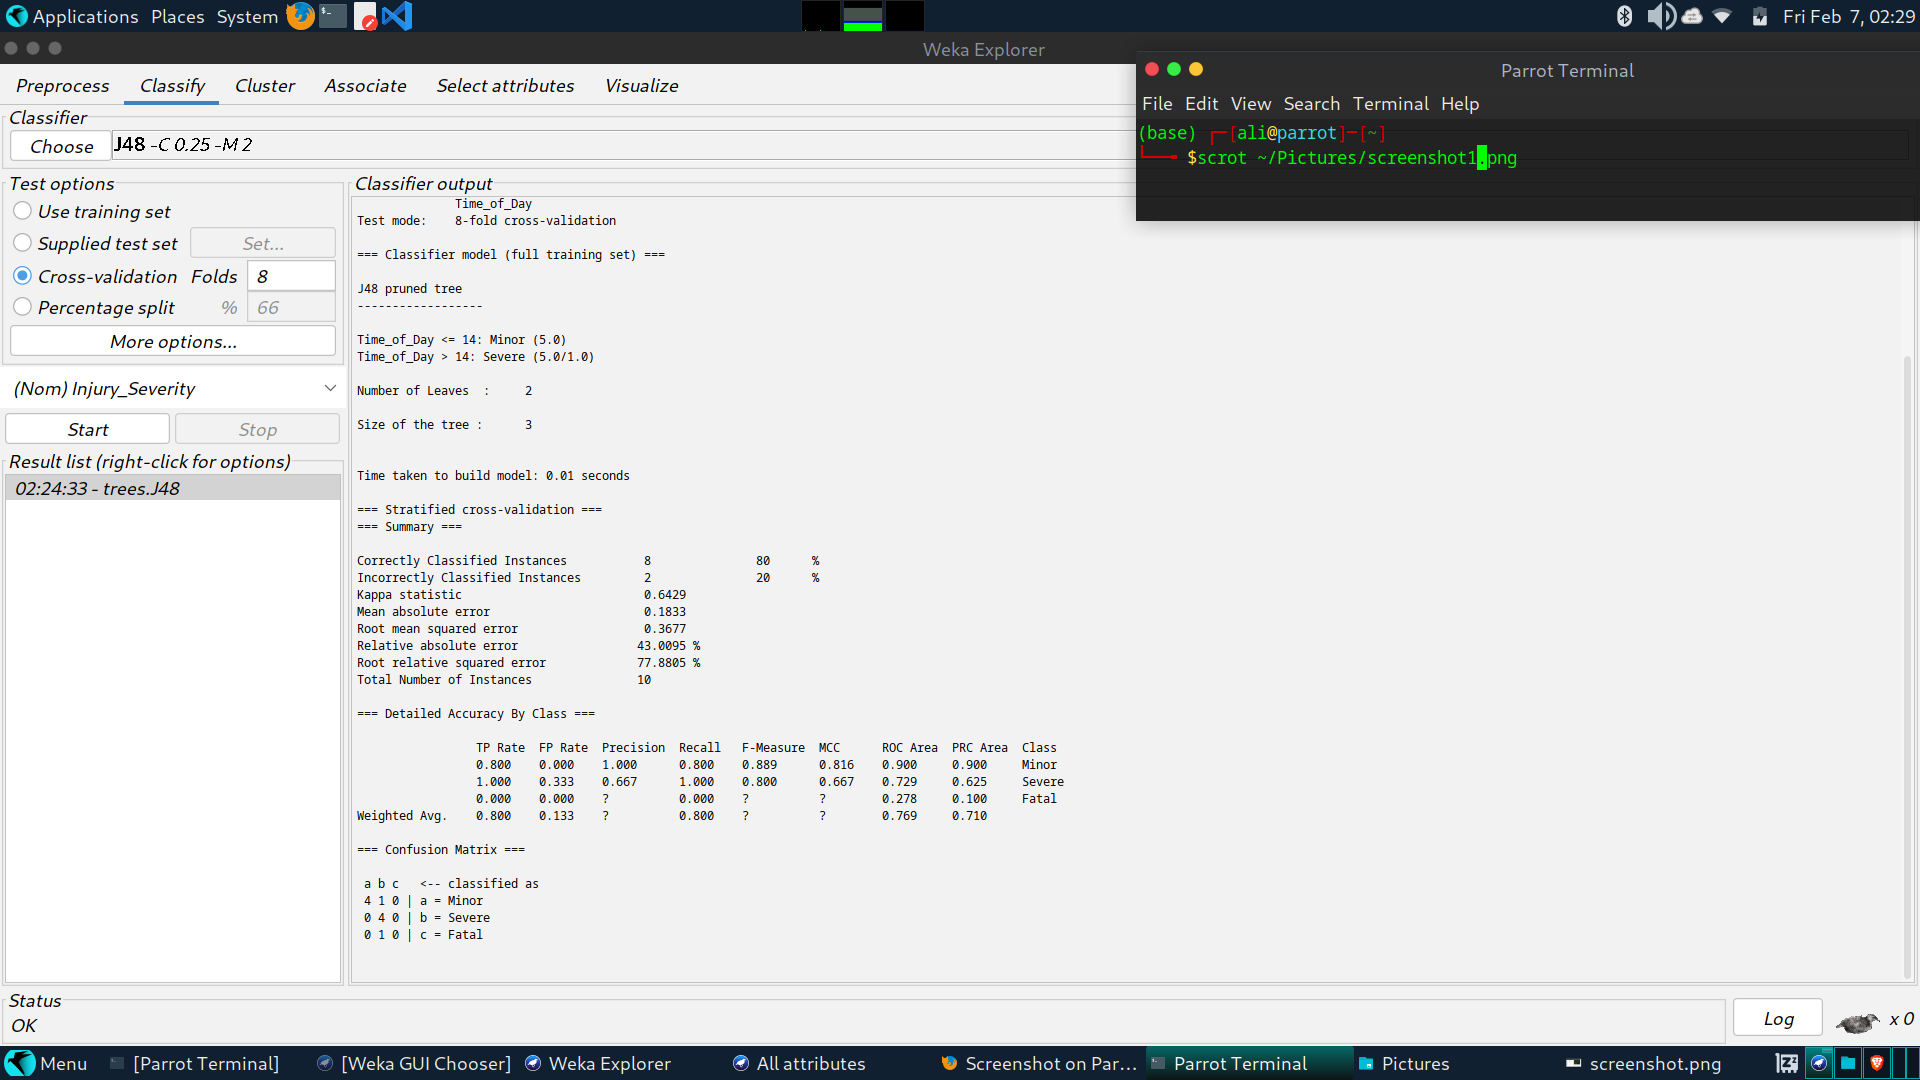 Applications Places System Fri Feb 7, 02:29
Weka Explorer
Parrot Terminal
File Edit View Search Terminal Help
(base) ┌─[ali@parrot]─[~]
└──╼ $scrot ~/Pictures/screenshot1.png
Preprocess Classify Cluster Associate Select attributes Visualize
Classifier
Choose J48 -C 0.25 -M 2
Test options
Use training set
Supplied test set Set...
Cross-validation Folds 8
Percentage split % 66
More options...
(Nom) Injury_Severity
Start Stop
Result list (right-click for options)
02:24:33 - trees.J48
Classifier output
Time_of_Day
Test mode: 8-fold cross-validation
=== Classifier model (full training set) ===
J48 pruned tree
------------------
Time_of_Day <= 14: Minor (5.0)
Time_of_Day > 14: Severe (5.0/1.0)
Number of Leaves : 2
Size of the tree : 3
Time taken to build model: 0.01 seconds
=== Stratified cross-validation ===
=== Summary ===
Correctly Classified Instances 8 80 %
Incorrectly Classified Instances 2 20 %
Kappa statistic 0.6429
Mean absolute error 0.1833
Root mean squared error 0.3677
Relative absolute error 43.0095 %
Root relative squared error 77.8805 %
Total Number of Instances 10
=== Detailed Accuracy By Class ===
TP Rate FP Rate Precision Recall F-Measure MCC ROC Area PRC Area Class
0.800 0.000 1.000 0.800 0.889 0.816 0.900 0.900 Minor
1.000 0.333 0.667 1.000 0.800 0.667 0.729 0.625 Severe
0.000 0.000 ? 0.000 ? ? 0.278 0.100 Fatal
Weighted Avg. 0.800 0.133 ? 0.800 ? ? 0.769 0.710
=== Confusion Matrix ===
a b c <-- classified as
4 1 0 | a = Minor
0 4 0 | b = Severe
0 1 0 | c = Fatal
Status
OK
Log x 0
Menu [Parrot Terminal] [Weka GUI Chooser] Weka Explorer All attributes Screenshot on Par... Parrot Terminal Pictures screenshot.png